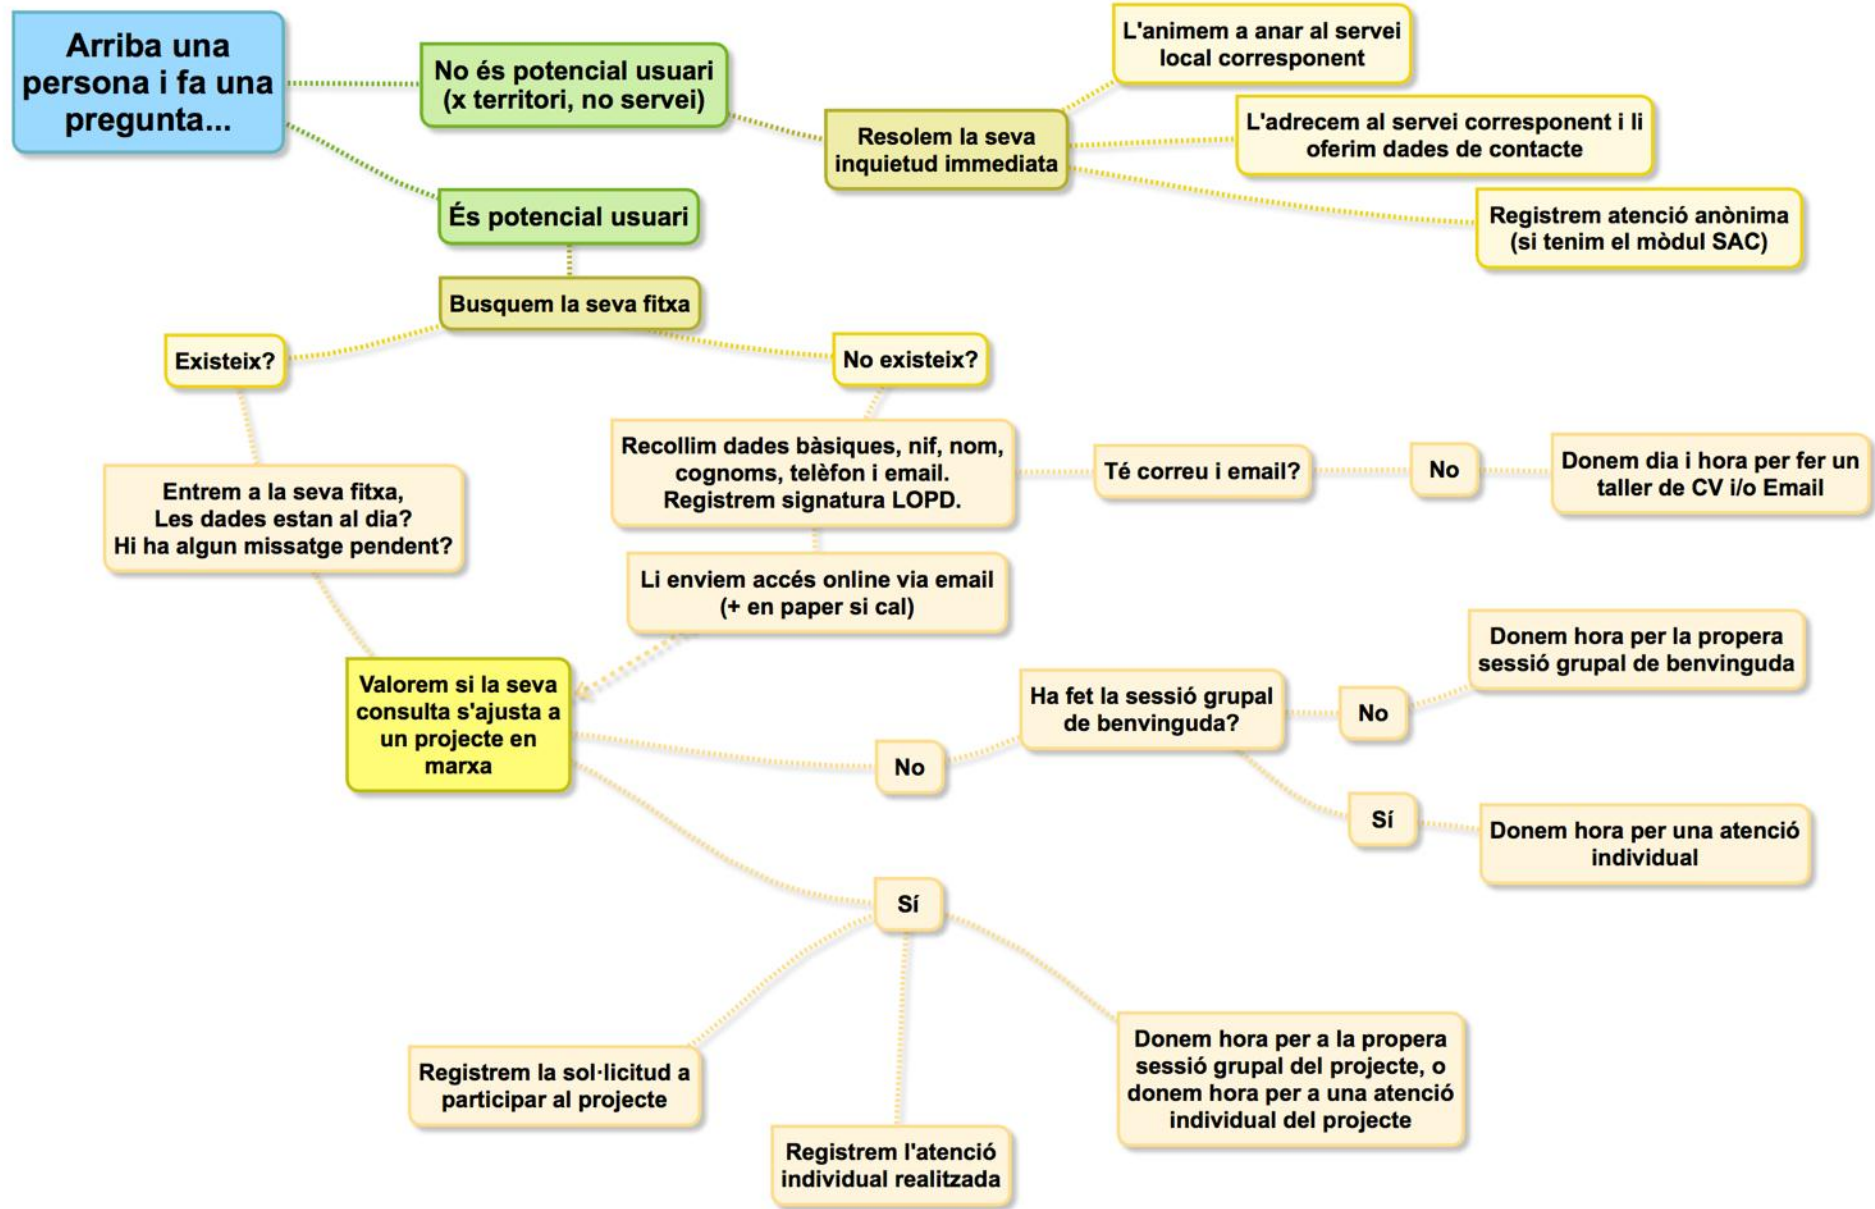 Arriba una
persona i fa una
pregunta...
No és potencial usuari
(x territori, no servei)
Resolem la seva
inquietud immediata
L'animem a anar al servei
local corresponent
L'adrecem al servei corresponent i li
oferim dades de contacte
Registrem atenció anònima
(si tenim el mòdul SAC)
És potencial usuari
Busquem la seva fitxa
Existeix?
No existeix?
Entrem a la seva fitxa,
Les dades estan al dia?
Hi ha algun missatge pendent?
Recollim dades bàsiques, nif, nom,
cognoms, telèfon i email.
Registrem signatura LOPD.
Té correu i email?
No
Donem dia i hora per fer un
taller de CV i/o Email
Li enviem accés online via email
(+ en paper si cal)
Valorem si la seva
consulta s'ajusta a
un projecte en
marxa
No
Ha fet la sessió grupal
de benvinguda?
No
Donem hora per la propera
sessió grupal de benvinguda
Sí
Donem hora per una atenció
individual
Sí
Registrem la sol·licitud a
participar al projecte
Registrem l'atenció
individual realitzada
Donem hora per a la propera
sessió grupal del projecte, o
donem hora per a una atenció
individual del projecte